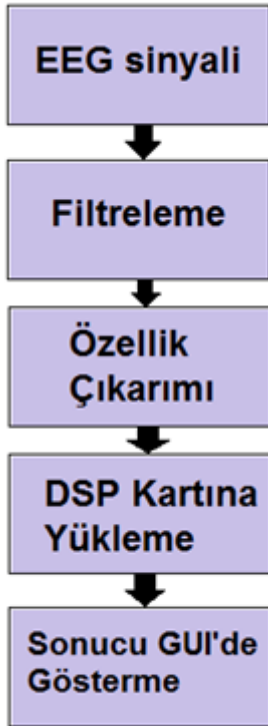 EEG sinyali
Filtreleme
Özellik
Çıkarımı
DSP Kartına
Yükleme
Sonucu GUI'de
Gösterme